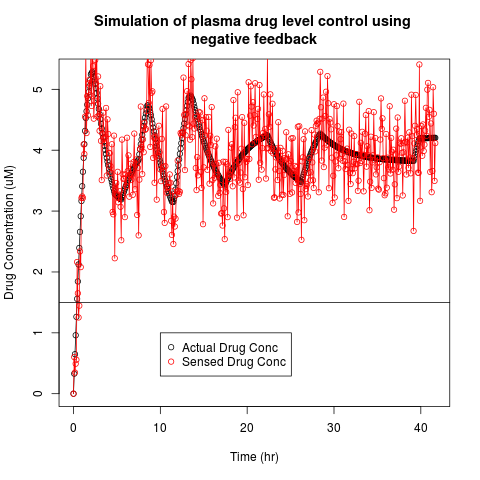 Simulation of plasma drug level control using
negative feedback
Drug Concentration (uM)
5
4
3
2
1
0
Actual Drug Conc
Sensed Drug Conc
0
10
20
30
40
Time (hr)